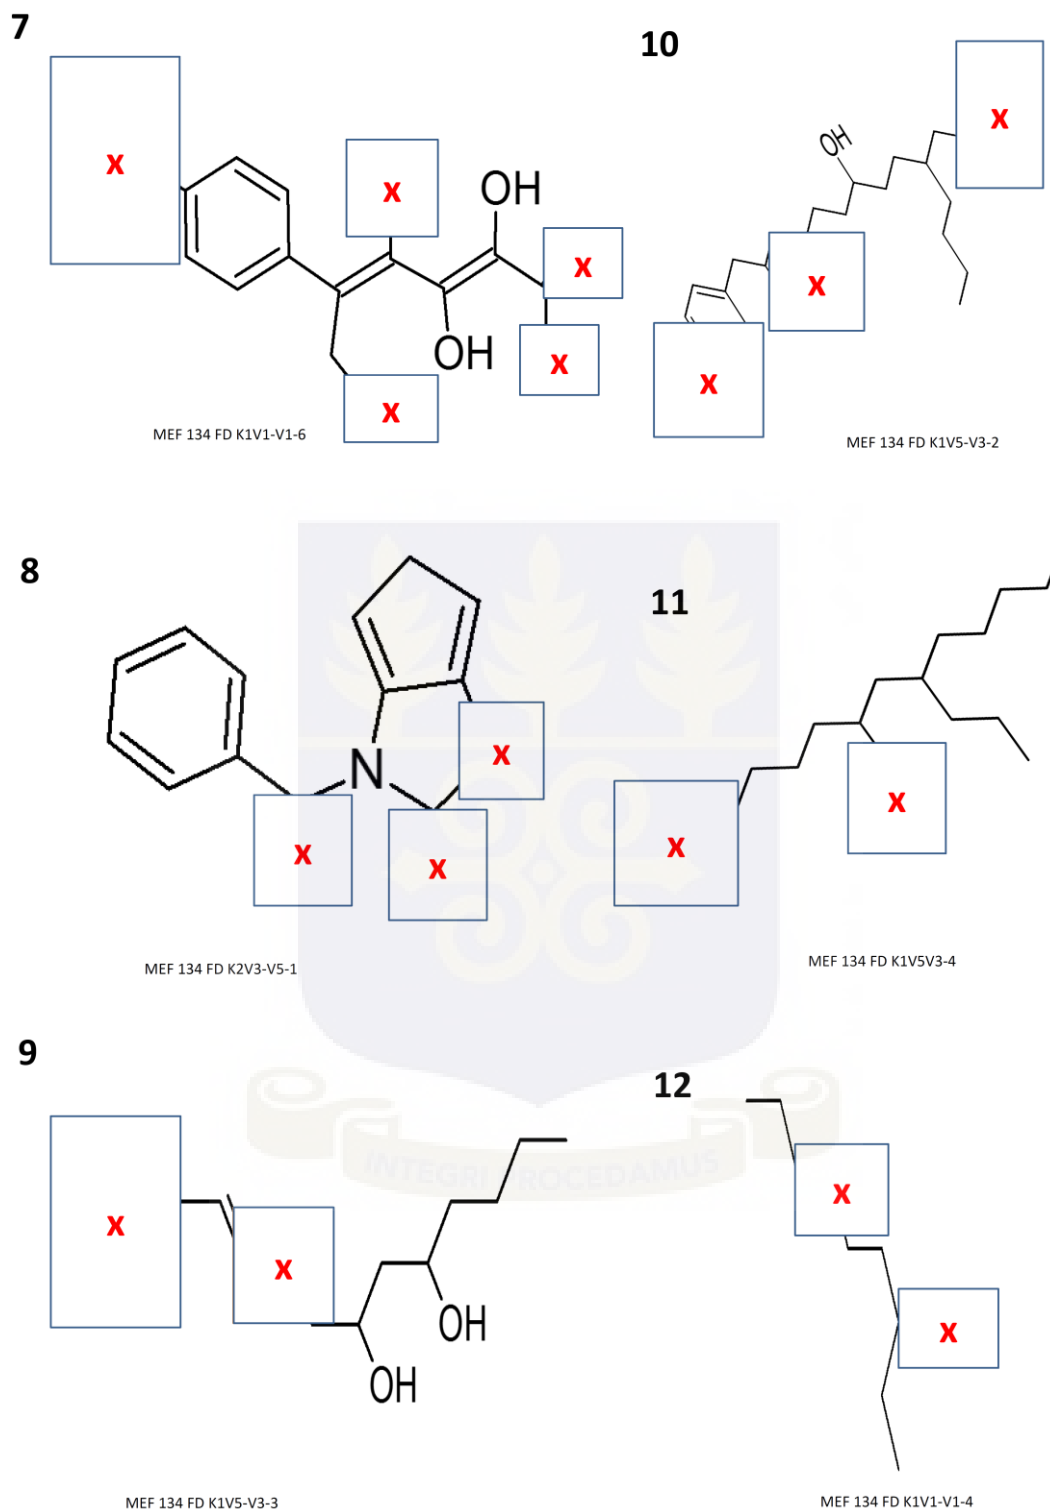 7
X
X
OH
X
OH
X
X
MEF 134 FD K1V1-V1-6
10
X
OH
X
X
MEF 134 FD K1V5-V3-2
8
N
X
X
X
MEF 134 FD K2V3-V5-1
11
X
X
MEF 134 FD K1V5V3-4
9
X
X
OH
OH
MEF 134 FD K1V5-V3-3
12
X
X
MEF 134 FD K1V1-V1-4
INTEGRI PROCEDAMUS